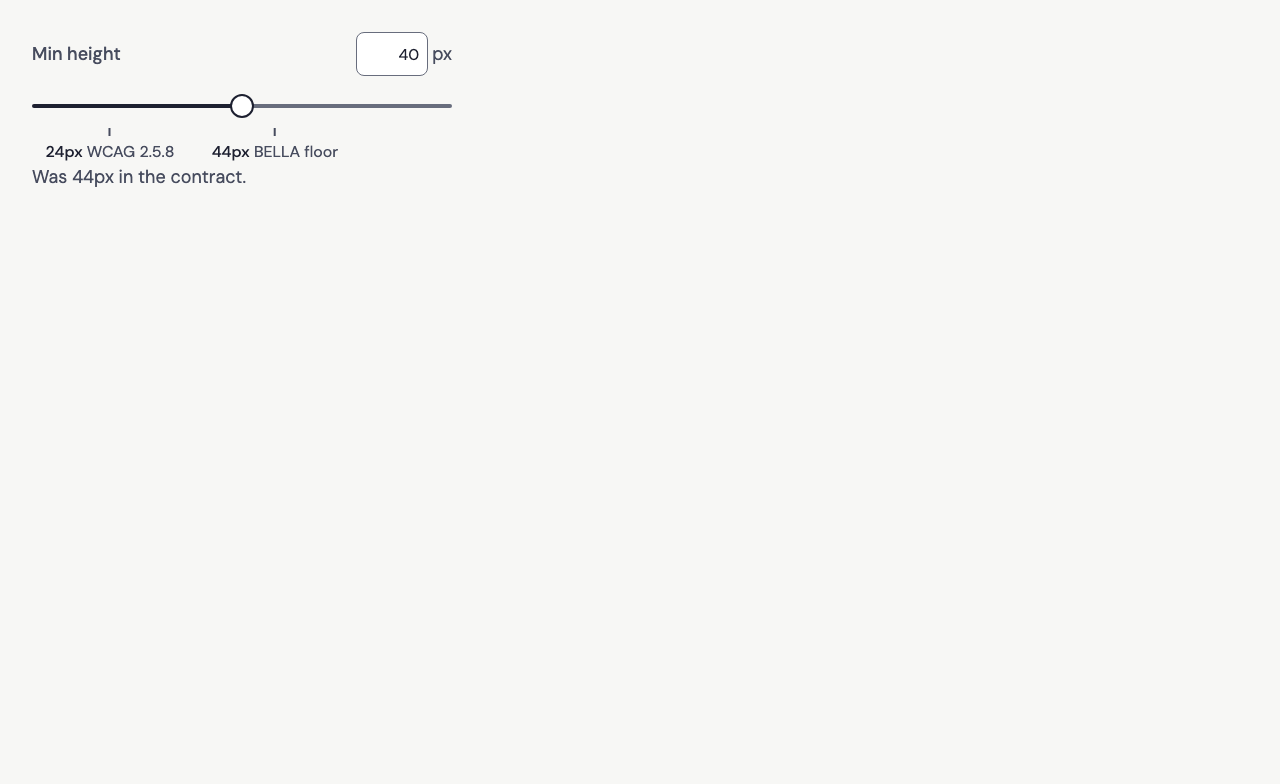 Min height 40 px
24px WCAG 2.5.8 44px BELLA floor
Was 44px in the contract.